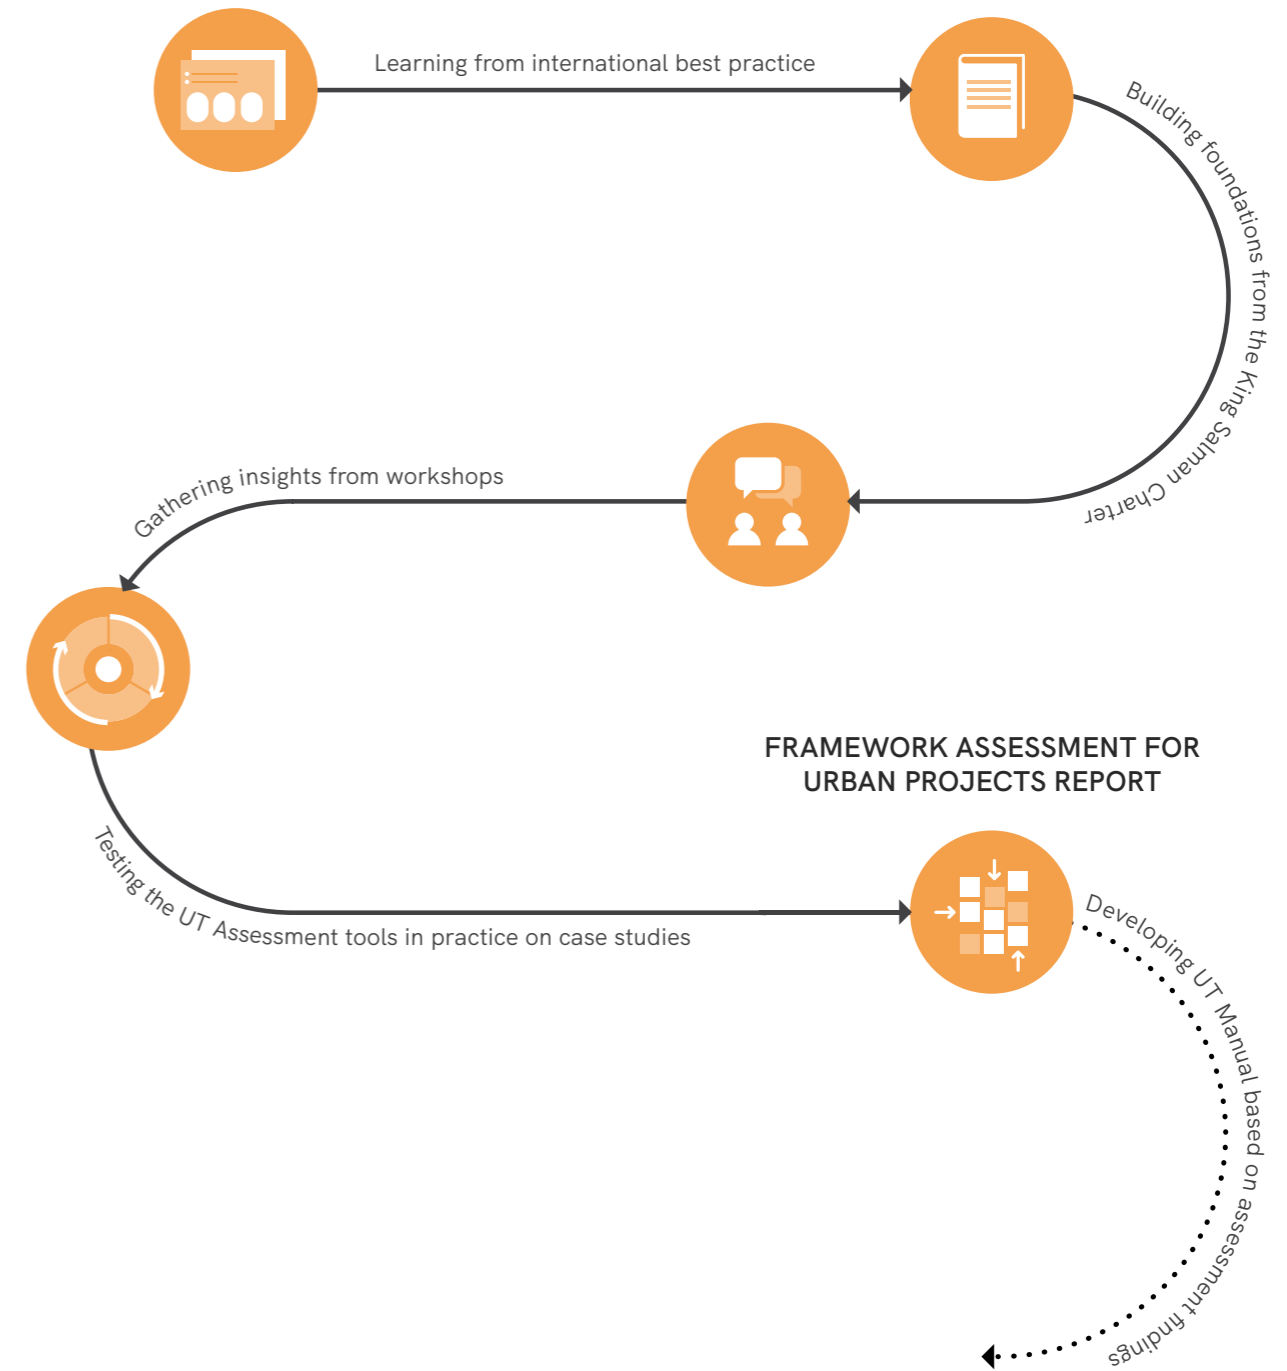 Learning from international best practice
Building foundations from the King Salman Charter
Gathering insights from workshops
FRAMEWORK ASSESSMENT FOR
URBAN PROJECTS REPORT
Testing the UT Assessment tools in practice on case studies
Developing UT Manual based on assessment findings